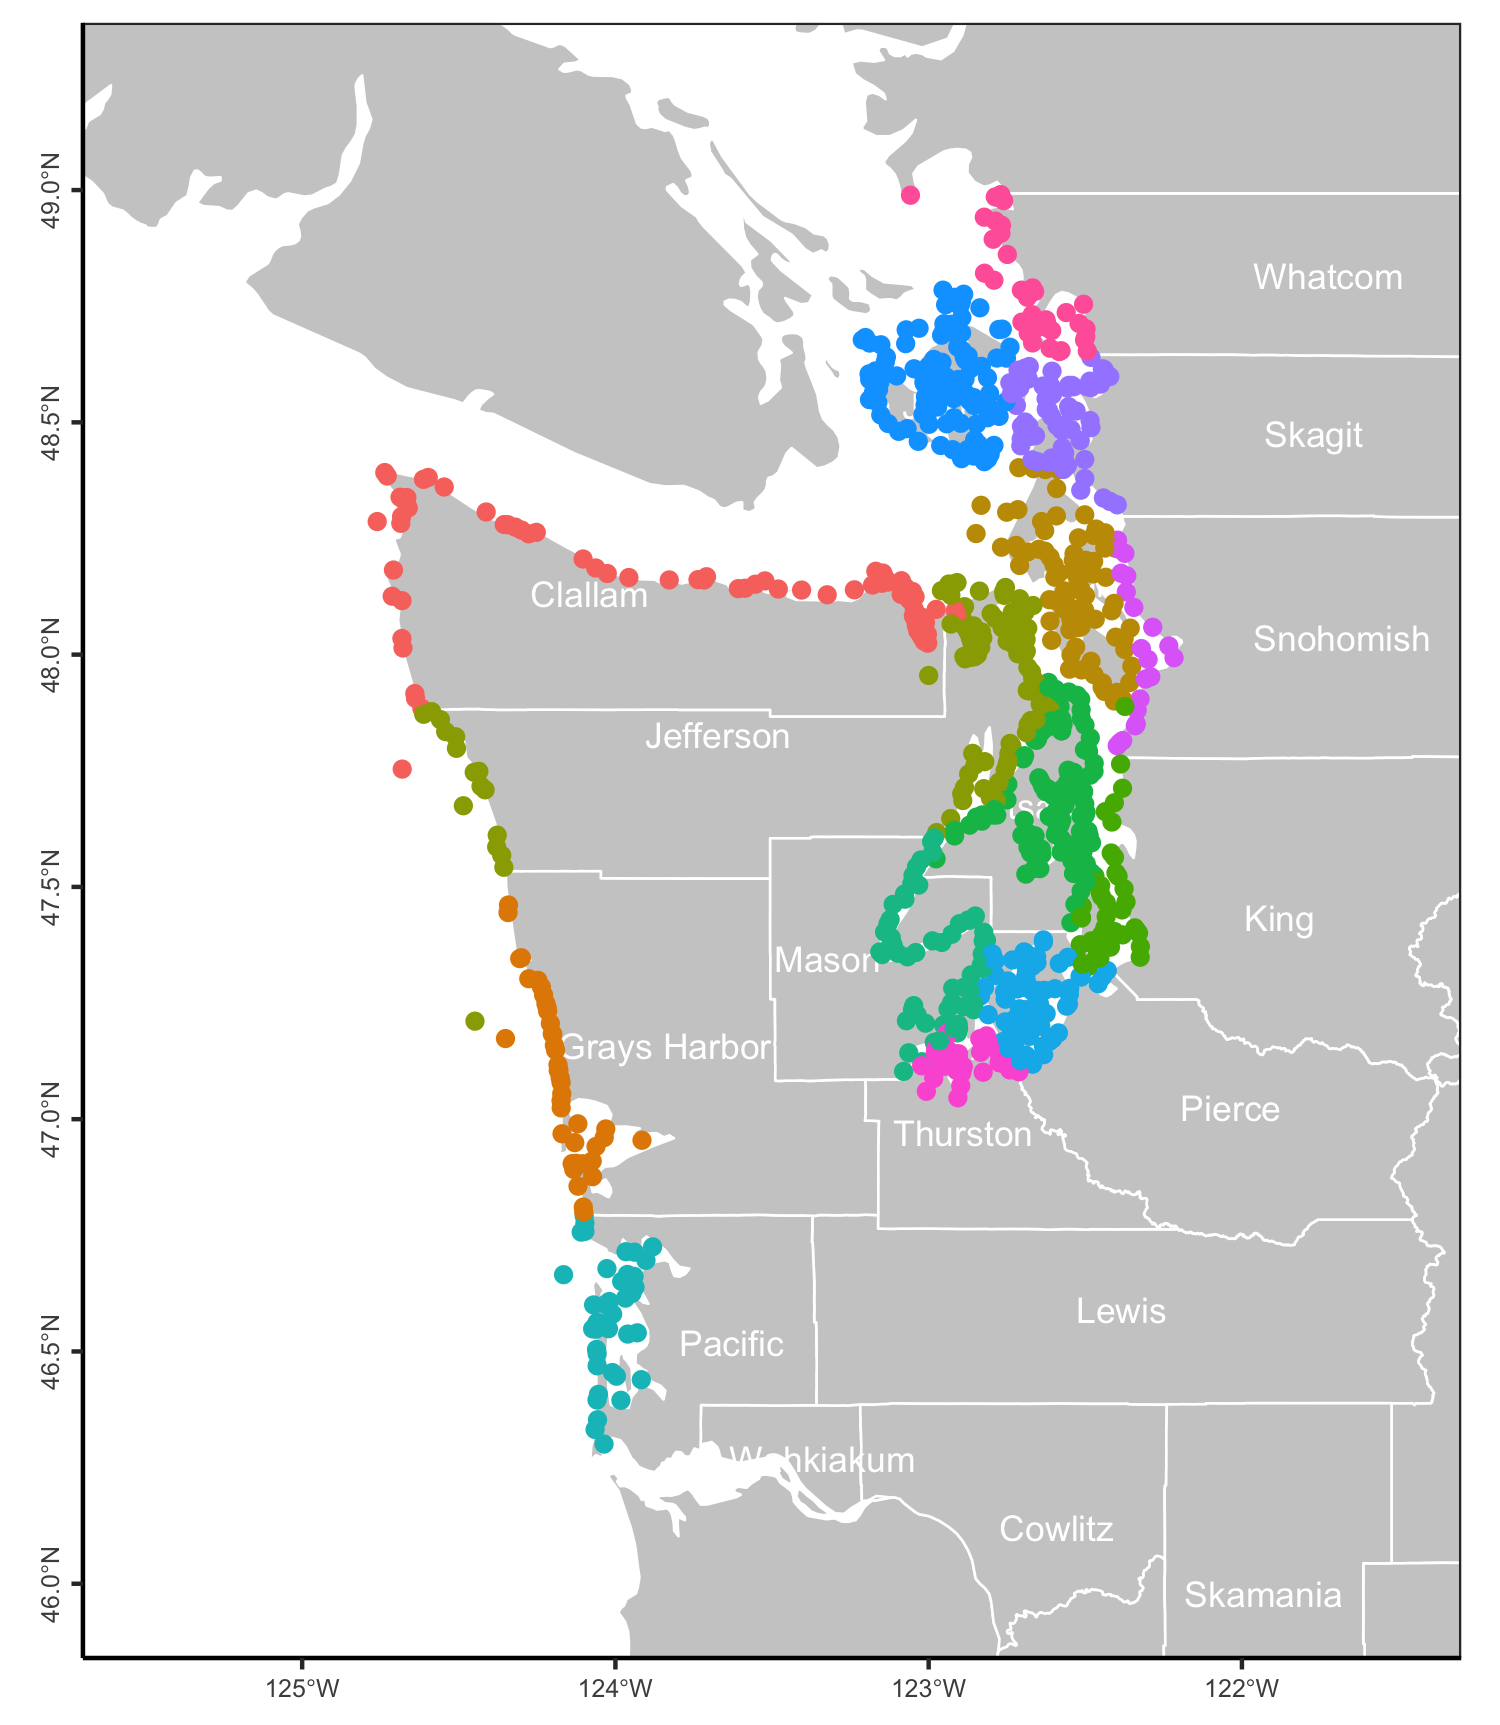 49.0°N
Whatcom
48.5°N
Skagit
Clallam
48.0°N
Snohomish
Jefferson
47.5°N
King
Mason
Grays Harbor
47.0°N
Pierce
Thurston
Lewis
46.5°N
Pacific
Cowlitz
46.0°N
Skamania
125°W
124°W
123°W
122°W